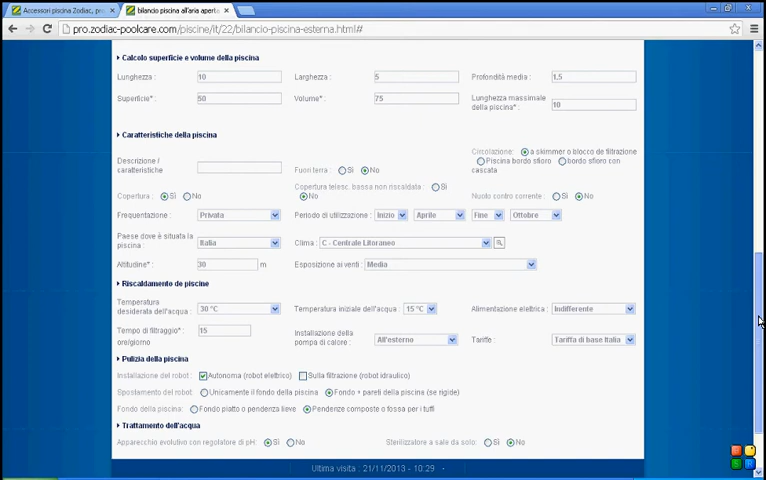 Accessori piscina Zodiac, pro
bilancio piscina all'aria apert
pro.zodiac-poolcare.com/piscine/it/22/bilancio-piscina-esterna.html#
Calcolo superficie e volume della piscina
Lunghezza : 10 Larghezza : 5 Profondità media : 1,5
Superficie* : 50 Volume* : 75 Lunghezza massimale della piscina* : 10
Caratteristiche della piscina
Descrizione / caratteristiche
Fuori terra : Sì No
Circolazione: a skimmer o blocco de filtrazione
Piscina bordo sfioro bordo sfioro con cascata
Copertura : Sì No
Copertura telesc. bassa non riscaldata : Sì No
Nuoto contro corrente : Sì No
Frequentazione : Privata Periodo di utilizzazione : Inizio Aprile Fine Ottobre
Paese dove è situata la piscina : Italia Clima : C - Centrale Litoraneo
Altitudine* : 30 m Esposizione ai venti : Media
Riscaldamento de piscine
Temperatura desiderata dell'acqua : 30 °C Temperatura iniziale dell'acqua : 15 °C Alimentazione elettrica : Indifferente
Tempo di filtraggio* : 15 ore/giorno
Installazione della pompa di calore : All'esterno Tariffe : Tariffa di base Italia
Pulizia della piscina
Installazione del robot : Autonoma (robot elettrico) Sulla filtrazione (robot idraulico)
Spostamento del robot: Unicamente il fondo della piscina Fondo + pareti della piscina (se rigide)
Fondo della piscina: Fondo piatto o pendenza lieve Pendenze composte o fossa per i tuffi
Trattamento dell'acqua
Apparecchio evolutivo con regolatore di pH: Sì No Sterilizzatore a sale da solo: Sì No
Ultima visita : 21/11/2013 - 10:29 -